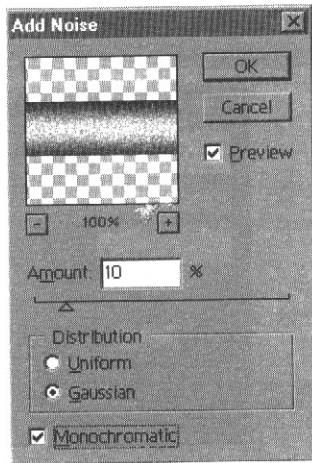 Add Noise
OK
Cancel
Preview
100%
Amount: 10 %
Distribution
Uniform
Gaussian
Monochromatic